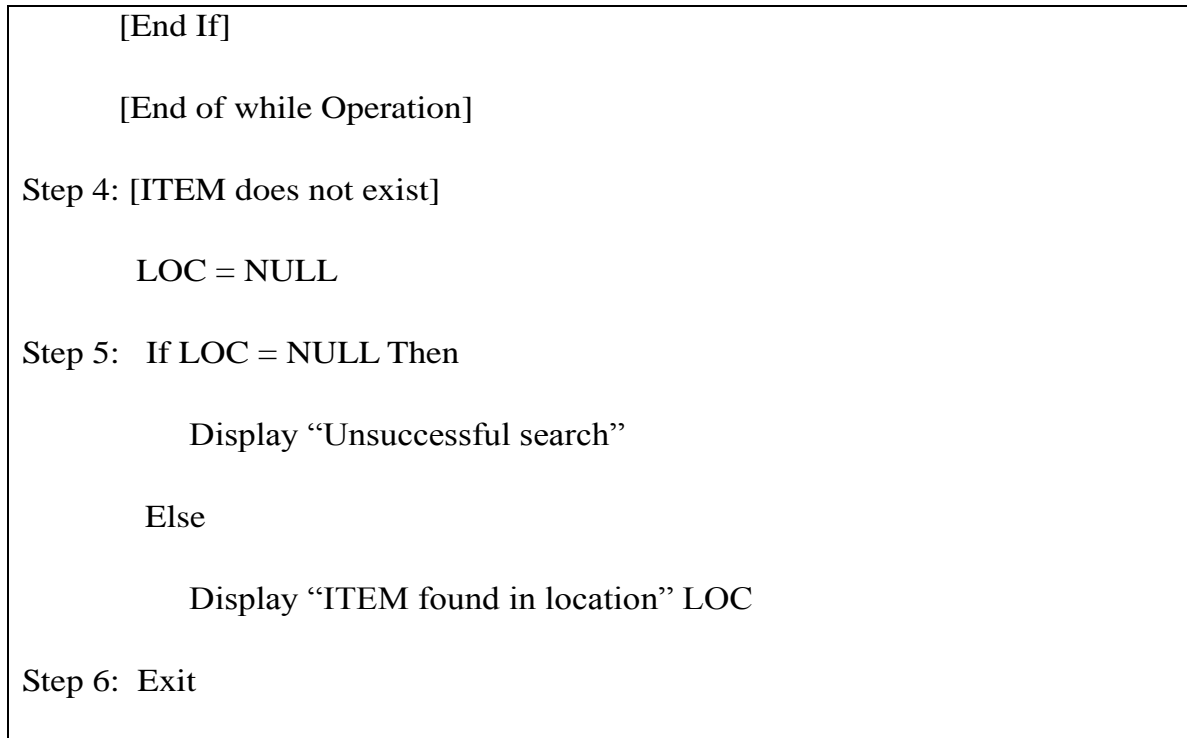 [End If]
[End of while Operation]
Step 4: [ITEM does not exist]
LOC = NULL
Step 5: If LOC = NULL Then
Display “Unsuccessful search”
Else
Display “ITEM found in location” LOC
Step 6: Exit